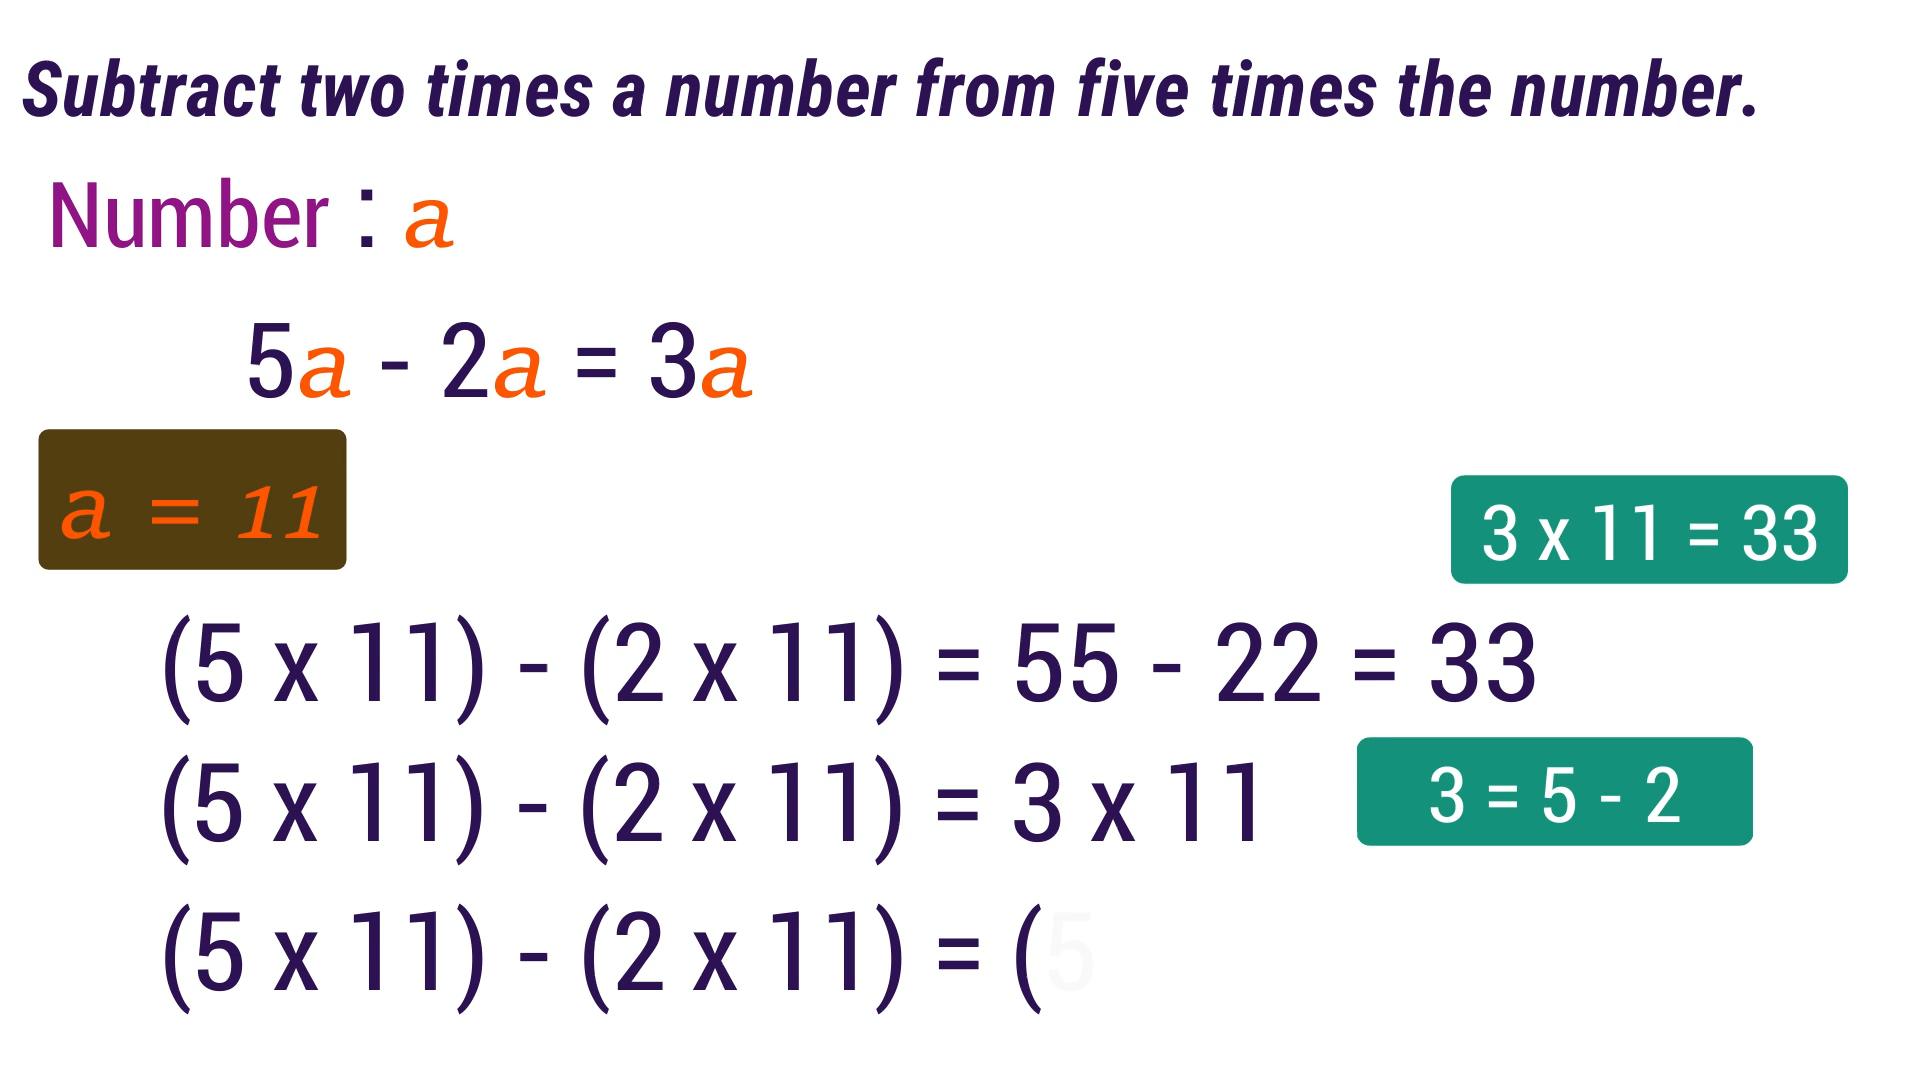 Subtract two times a number from five times the number.
Number : a
5a - 2a = 3a
a = 11
3 x 11 = 33
(5 x 11) - (2 x 11) = 55 - 22 = 33
(5 x 11) - (2 x 11) = 3 x 11
3 = 5 - 2
(5 x 11) - (2 x 11) = (5